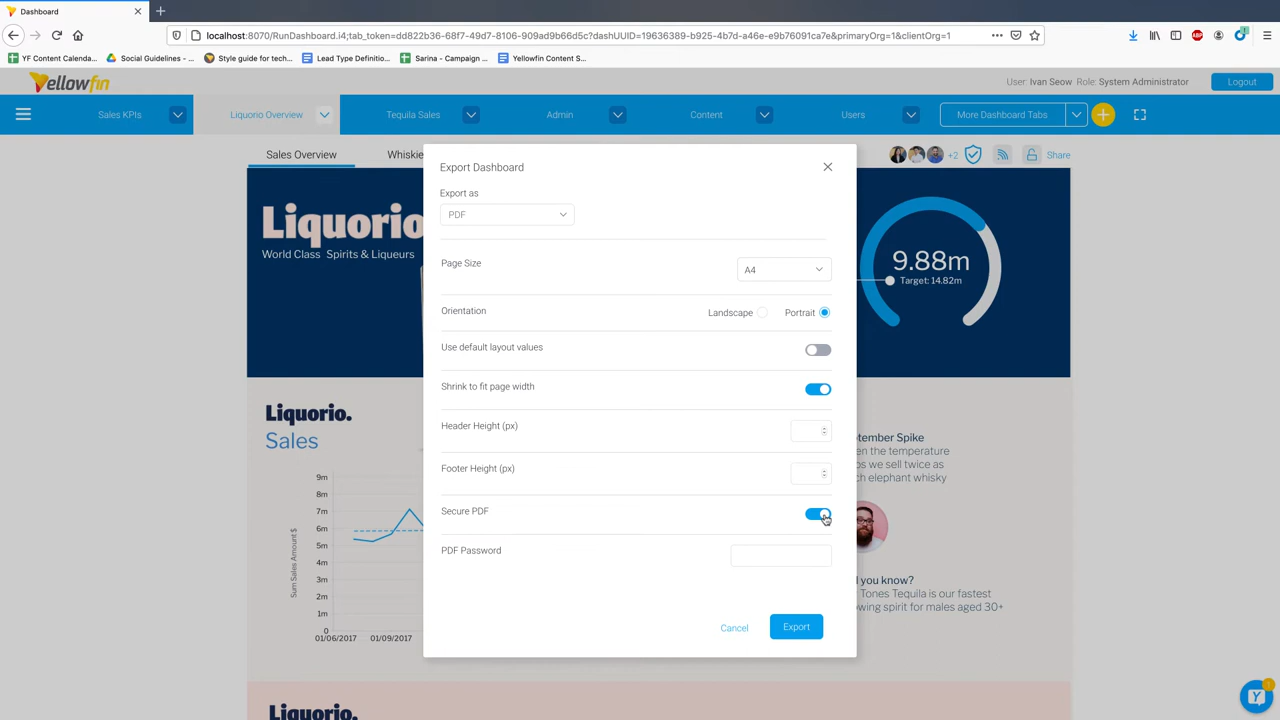 Dashboard
localhost:8070/RunDashboard.i4;tab_token=dd822b36-68f7-49d7-8106-909ad9b66d5c?dashUUID=19636389-b925-4b7d-a46e-e9b76091a7e&primaryOrg=1&clientOrg=1
YF Content Calenda... Social Guidelines - ... Style guide for tech... Lead Type Definitio... Sarina - Campaign ... Yellowfin Content S...
Yellowfin
User: Ivan Seow Role: System Administrator
Logout
Sales KPIs Liquorio Overview Tequila Sales Admin Content Users More Dashboard Tabs
Sales Overview Whiskie
+2 Share
Liquorio
World Class Spirits & Liqueurs
9.88m
Target: 14.82m
Export Dashboard
Export as
PDF
Page Size A4
Orientation Landscape Portrait
Use default layout values
Shrink to fit page width
Header Height (px)
Footer Height (px)
Secure PDF
PDF Password
Cancel Export
Liquorio.
Sales
Sum Sales Amount $
9m
8m
7m
6m
5m
4m
3m
2m
1m
0
01/06/2017 01/09/2017
tember Spike
en the temperature
ps we sell twice as
ch elephant whisky
you know?
Tones Tequila is our fastest
owing spirit for males aged 30+
Liquorio.